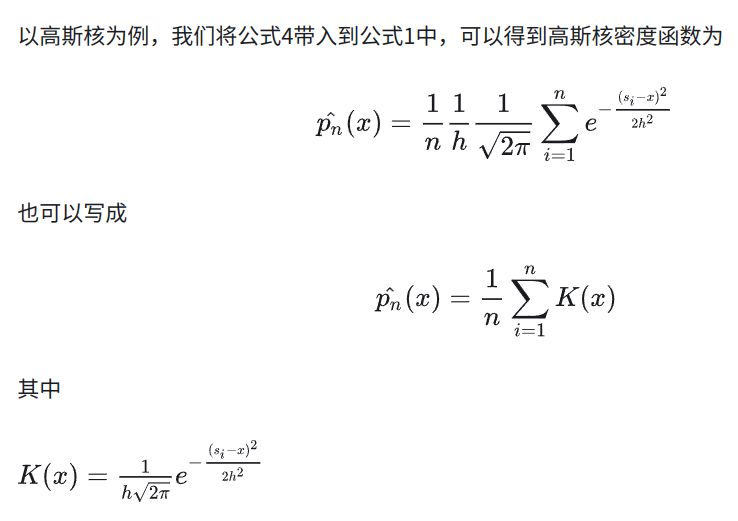 以高斯核为例，我们将公式4带入到公式1中，可以得到高斯核密度函数为
$\hat{p_n}(x) = \frac{1}{n} \frac{1}{h} \frac{1}{\sqrt{2\pi}} \sum_{i=1}^{n} e^{-\frac{(s_i-x)^2}{2h^2}}$
也可以写成
$\hat{p_n}(x) = \frac{1}{n} \sum_{i=1}^{n} K(x)$
其中
$K(x) = \frac{1}{h\sqrt{2\pi}} e^{-\frac{(s_i-x)^2}{2h^2}}$